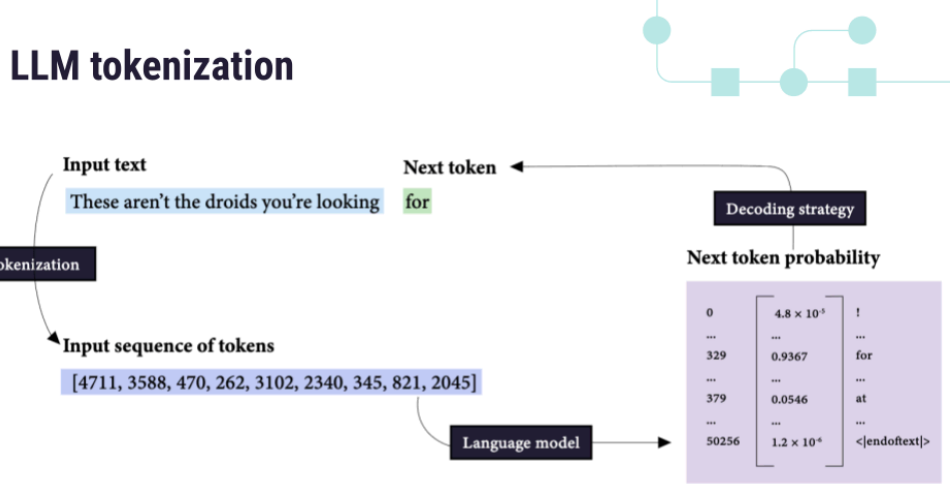 LLM tokenization
Input text
Next token
These aren't the droids you're looking
for
Decoding strategy
okenization
Next token probability
0 4.8 × 10⁻⁵ !
... ... ...
329 0.9367 for
... ... ...
379 0.0546 at
... ... ...
50256 1.2 × 10⁻⁶ <|endoftext|>
Input sequence of tokens
[4711, 3588, 470, 262, 3102, 2340, 345, 821, 2045]
Language model